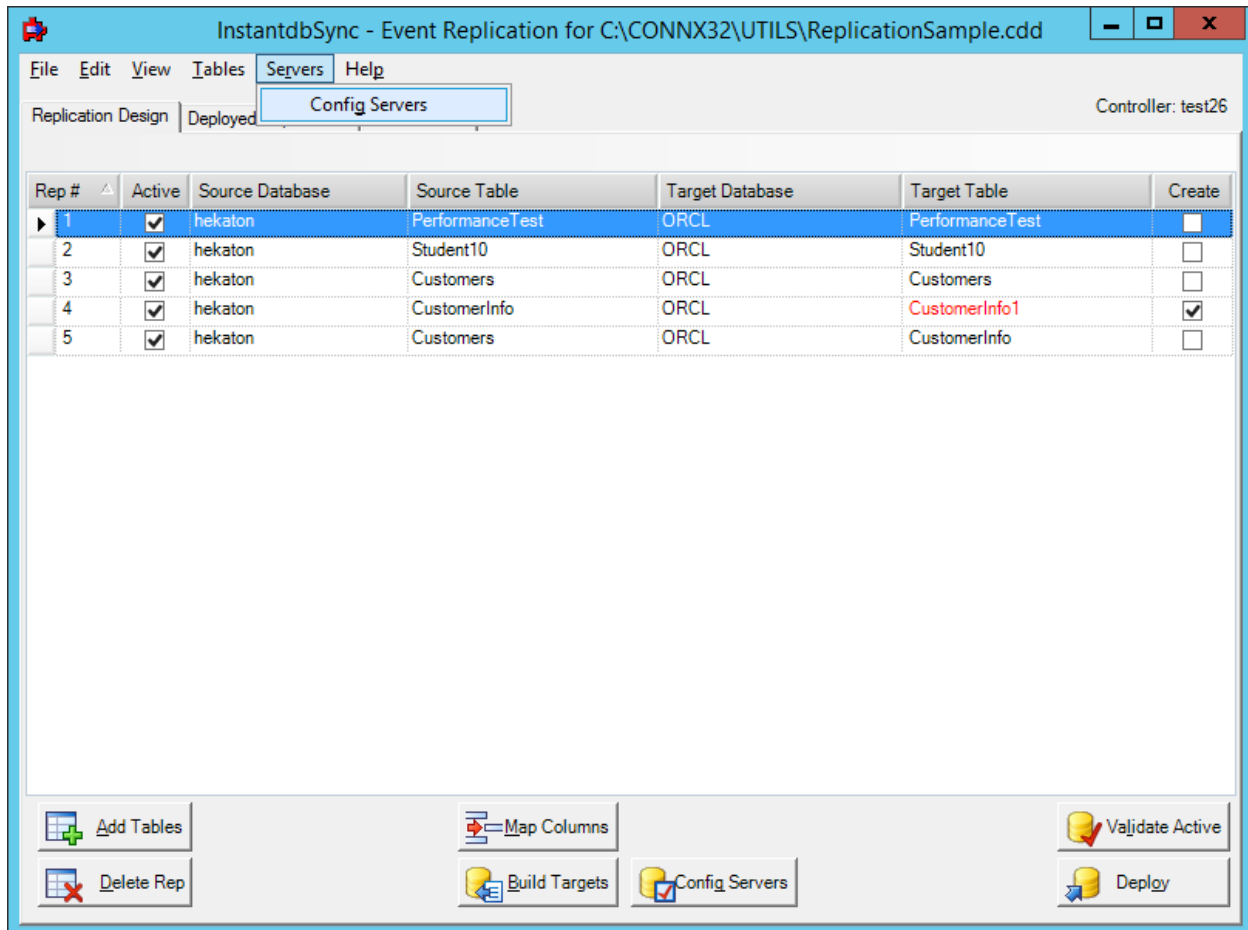 InstantdbSync - Event Replication for C:\CONNX32\UTILS\ReplicationSample.cdd
File Edit View Tables Servers Help
Config Servers
Replication Design Deployed Controller: test26
Rep # Active Source Database Source Table Target Database Target Table Create
1 hekaton PerformanceTest ORCL PerformanceTest
2 hekaton Student10 ORCL Student10
3 hekaton Customers ORCL Customers
4 hekaton CustomerInfo ORCL CustomerInfo1
5 hekaton Customers ORCL CustomerInfo
Add Tables Map Columns Validate Active
Delete Rep Build Targets Config Servers Deploy